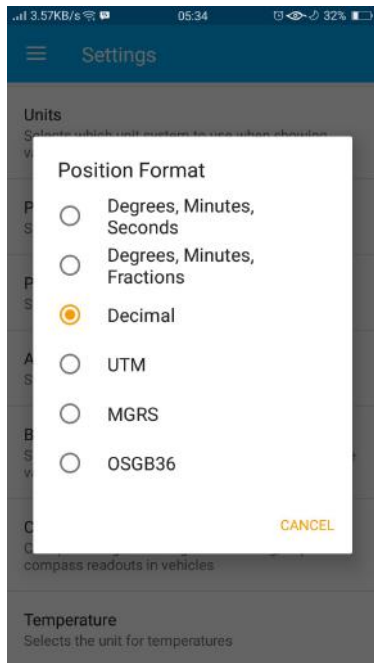 3.57KB/s 05:34 32%
Settings
Units
Selects which unit system to use when showing
Position Format
Degrees, Minutes,
Seconds
Degrees, Minutes,
Fractions
Decimal
UTM
MGRS
OSGB36
CANCEL
compass readouts in vehicles
Temperature
Selects the unit for temperatures